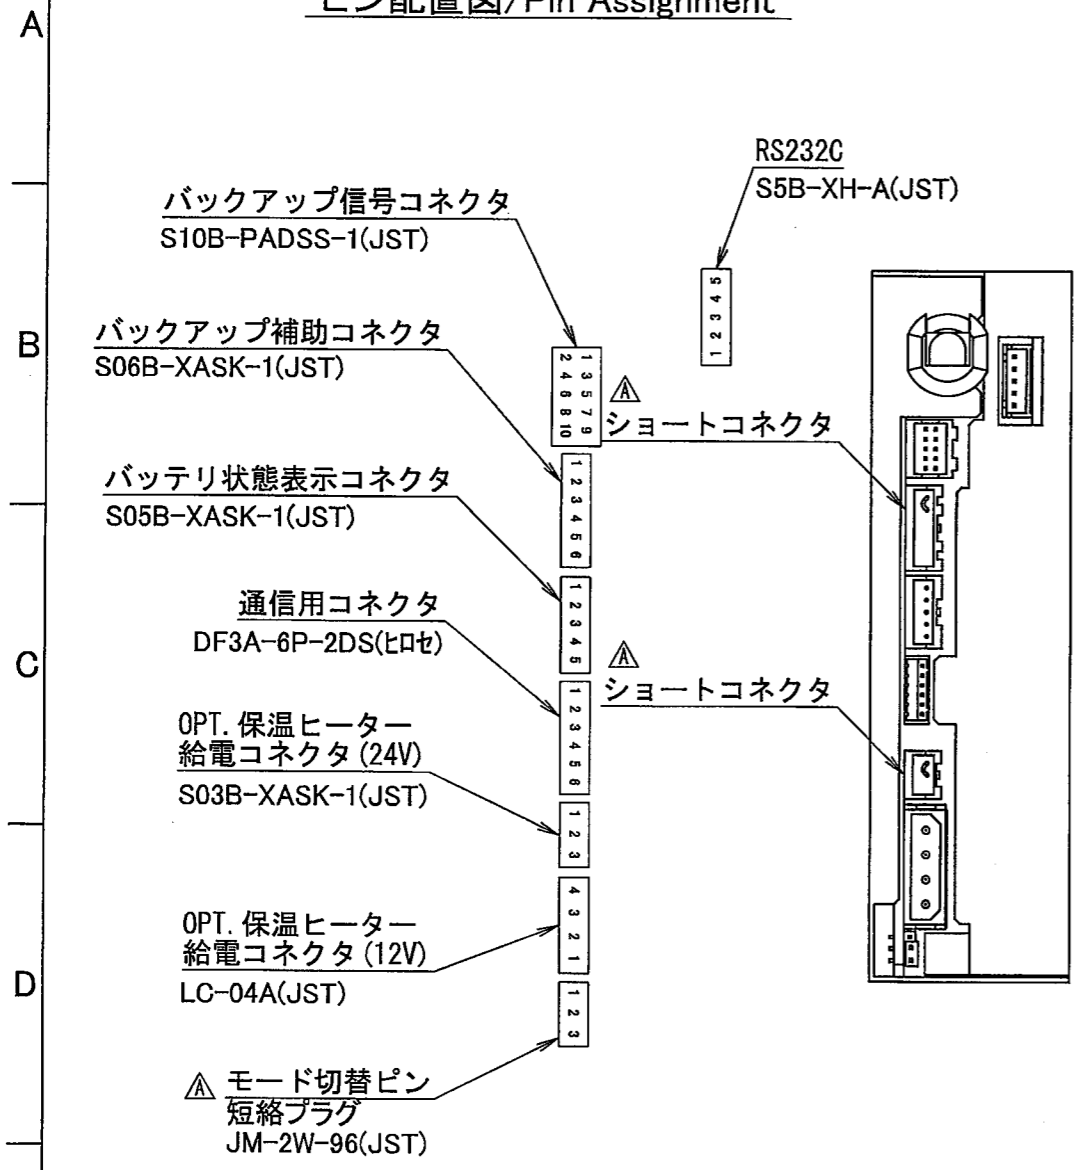 A
ピン配置図/Pin Assignment
RS232C
S5B-XH-A(JST)
バックアップ信号コネクタ
S10B-PADSS-1(JST)
1 2 3 4 5
B
バックアップ補助コネクタ
S06B-XASK-1(JST)
1 3 5 7 9
2 4 6 8 10
A
ショートコネクタ
1 2 3 4 5 6
バッテリ状態表示コネクタ
S05B-XASK-1(JST)
1 2 3 4 5
通信用コネクタ
DF3A-6P-2DS(ヒロセ)
C
A
ショートコネクタ
1 2 3 4 5 6
OPT.保温ヒーター
給電コネクタ(24V)
S03B-XASK-1(JST)
1 2 3
OPT.保温ヒーター
給電コネクタ(12V)
LC-04A(JST)
4 3 2 1
D
1 2 3
A モード切替ピン
短絡プラグ
JM-2W-96(JST)